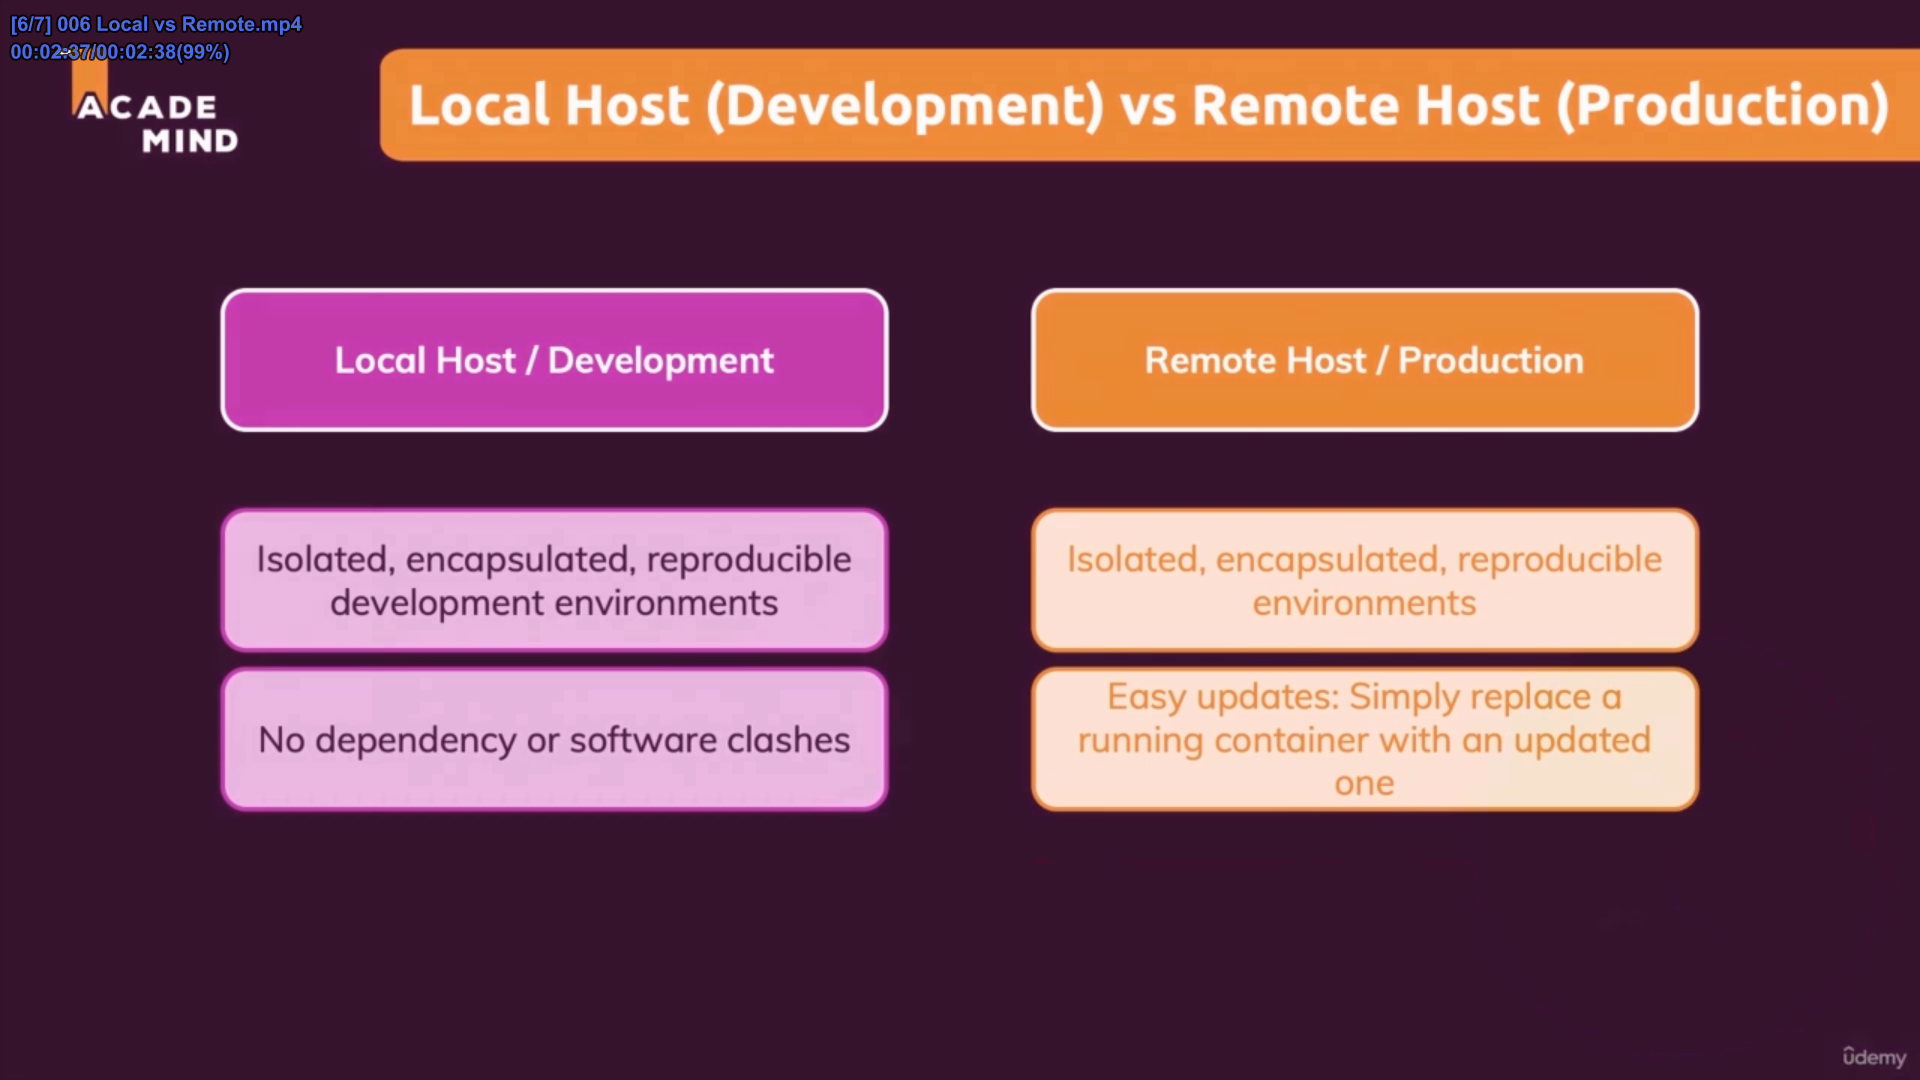 [6/7] 006 Local vs Remote.mp4
00:02:37/00:02:38(99%)
ACADE
MIND
Local Host (Development) vs Remote Host (Production)
Local Host / Development
Remote Host / Production
Isolated, encapsulated, reproducible
development environments
Isolated, encapsulated, reproducible
environments
No dependency or software clashes
Easy updates: Simply replace a
running container with an updated
one
ûdemy